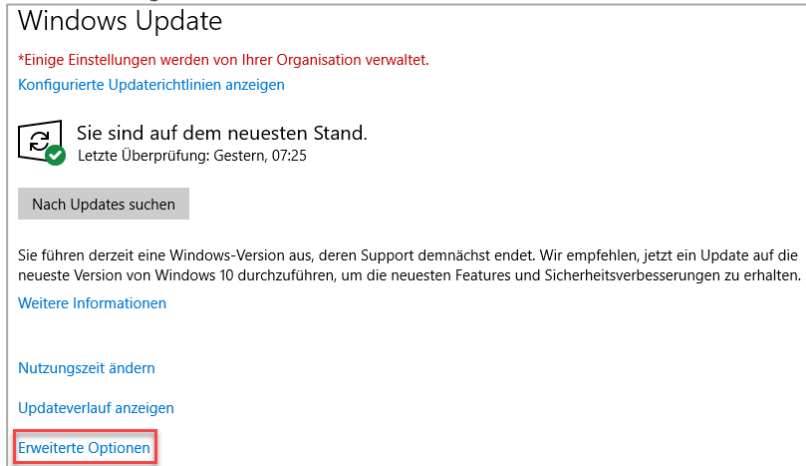 Windows Update
*Einige Einstellungen werden von Ihrer Organisation verwaltet.
Konfigurierte Updaterichtlinien anzeigen
Sie sind auf dem neuesten Stand.
Letzte Überprüfung: Gestern, 07:25
Nach Updates suchen
Sie führen derzeit eine Windows-Version aus, deren Support demnächst endet. Wir empfehlen, jetzt ein Update auf die
neueste Version von Windows 10 durchzuführen, um die neuesten Features und Sicherheitsverbesserungen zu erhalten.
Weitere Informationen
Nutzungszeit ändern
Updateverlauf anzeigen
Erweiterte Optionen